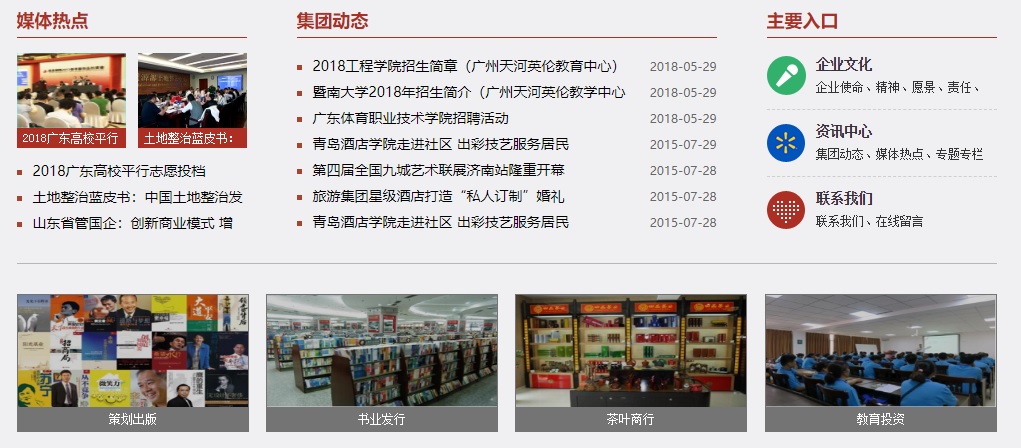 媒体热点
2018广东高校平行
土地整治蓝皮书：
2018广东高校平行志愿投档
土地整治蓝皮书：中国土地整治发
山东省管国企：创新商业模式 增
集团动态
2018工程学院招生简章（广州天河英伦教育中心） 2018-05-29
暨南大学2018年招生简介（广州天河英伦教学中心 2018-05-29
广东体育职业技术学院招聘活动 2018-05-29
青岛酒店学院走进社区 出彩技艺服务居民 2015-07-29
第四届全国九城艺术联展济南站隆重开幕 2015-07-28
旅游集团星级酒店打造“私人订制”婚礼 2015-07-28
青岛酒店学院走进社区 出彩技艺服务居民 2015-07-28
主要入口
企业文化
企业使命、精神、愿景、责任、
资讯中心
集团动态、媒体热点、专题专栏
联系我们
联系我们、在线留言
策划出版
书业发行
茶叶商行
教育投资